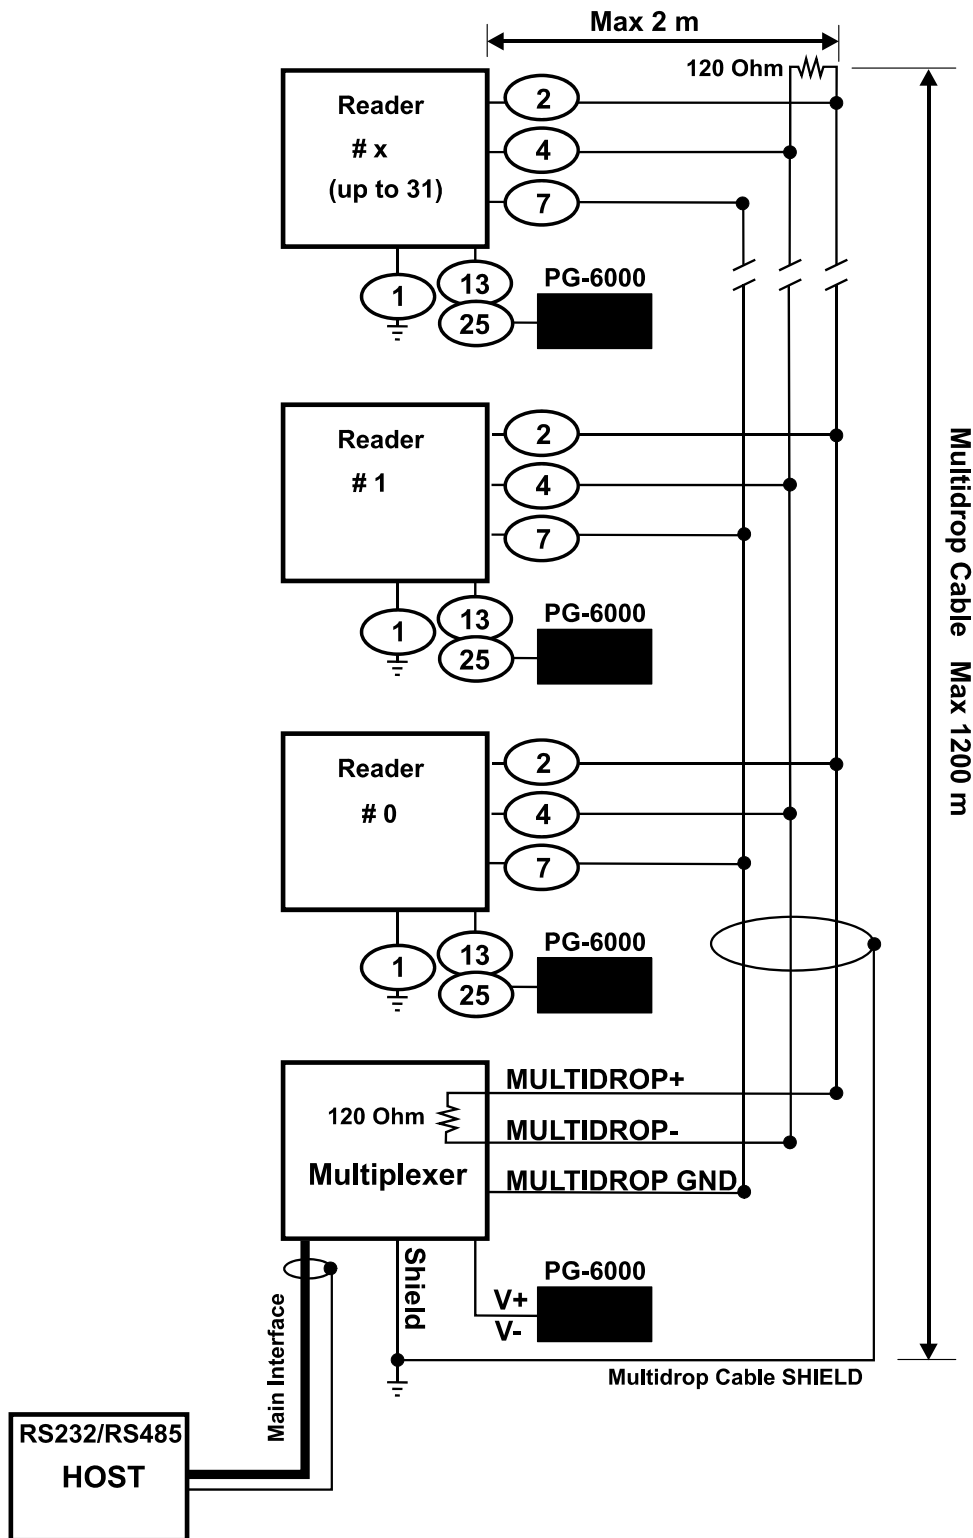 Max 2 m
120 Ohm
Reader
# x
(up to 31)
2
4
7
1
13
25
PG-6000
Reader
# 1
2
4
7
1
13
25
PG-6000
Reader
# 0
2
4
7
1
13
25
PG-6000
Multidrop Cable Max 1200 m
MULTIDROP+
120 Ohm
MULTIDROP-
Multiplexer
MULTIDROP GND
Shield
PG-6000
V+
V-
Main Interface
Multidrop Cable SHIELD
RS232/RS485
HOST